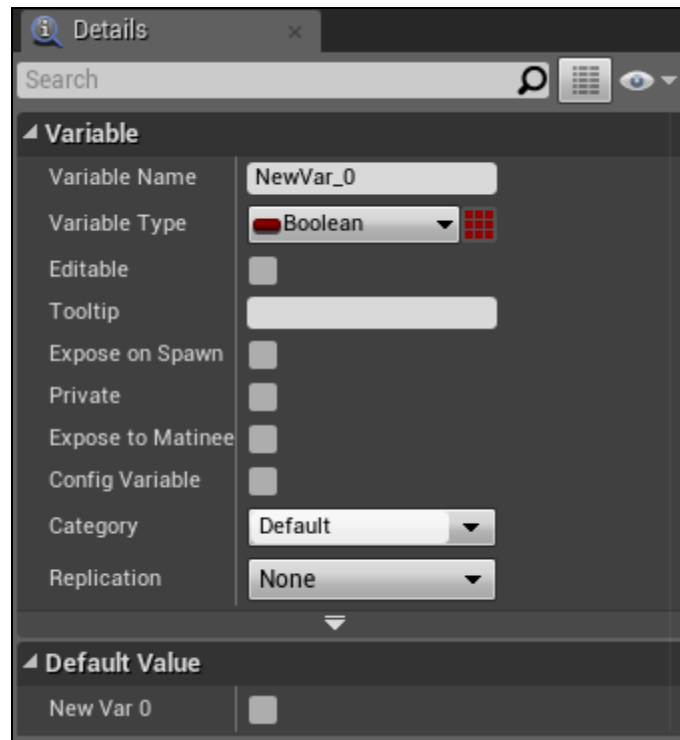 Details
Search
Variable
Variable Name NewVar_0
Variable Type Boolean
Editable
Tooltip
Expose on Spawn
Private
Expose to Matinee
Config Variable
Category Default
Replication None
Default Value
New Var 0